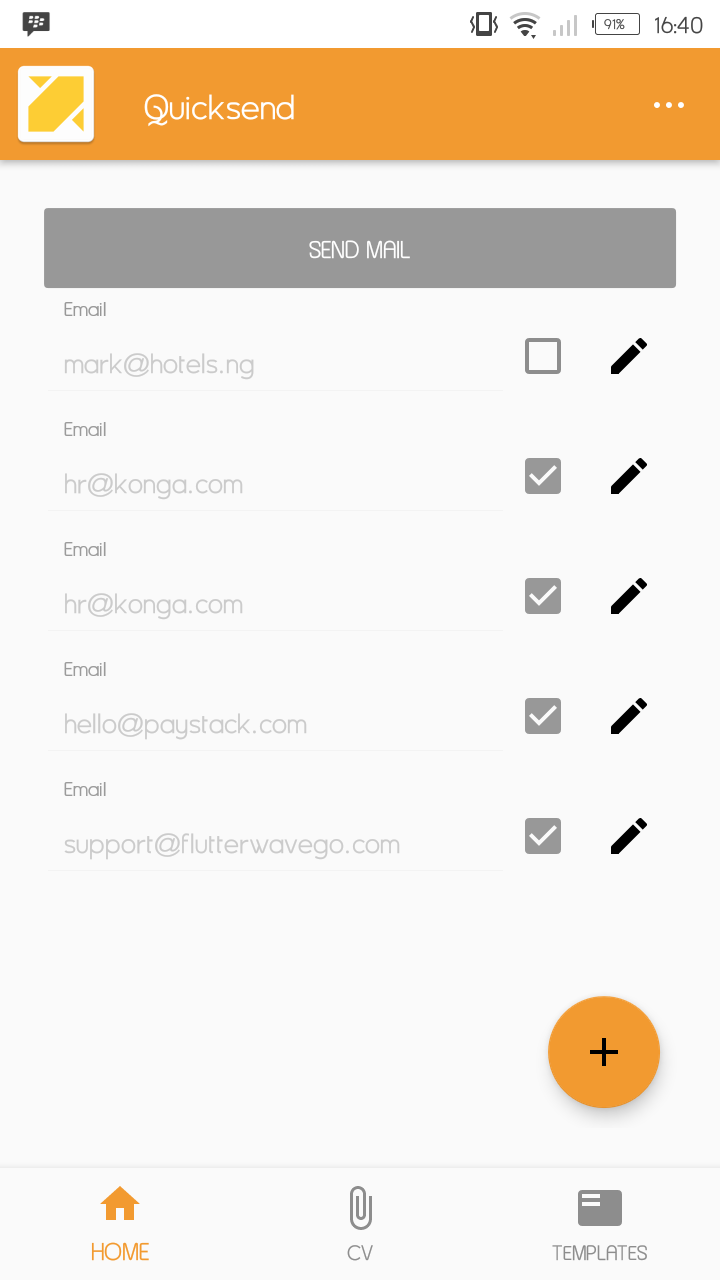 91%
16:40
Quicksend
SEND MAIL
Email
mark@hotels.ng
Email
hr@konga.com
Email
hr@konga.com
Email
hello@paystack.com
Email
support@flutterwavego.com
HOME
CV
TEMPLATES